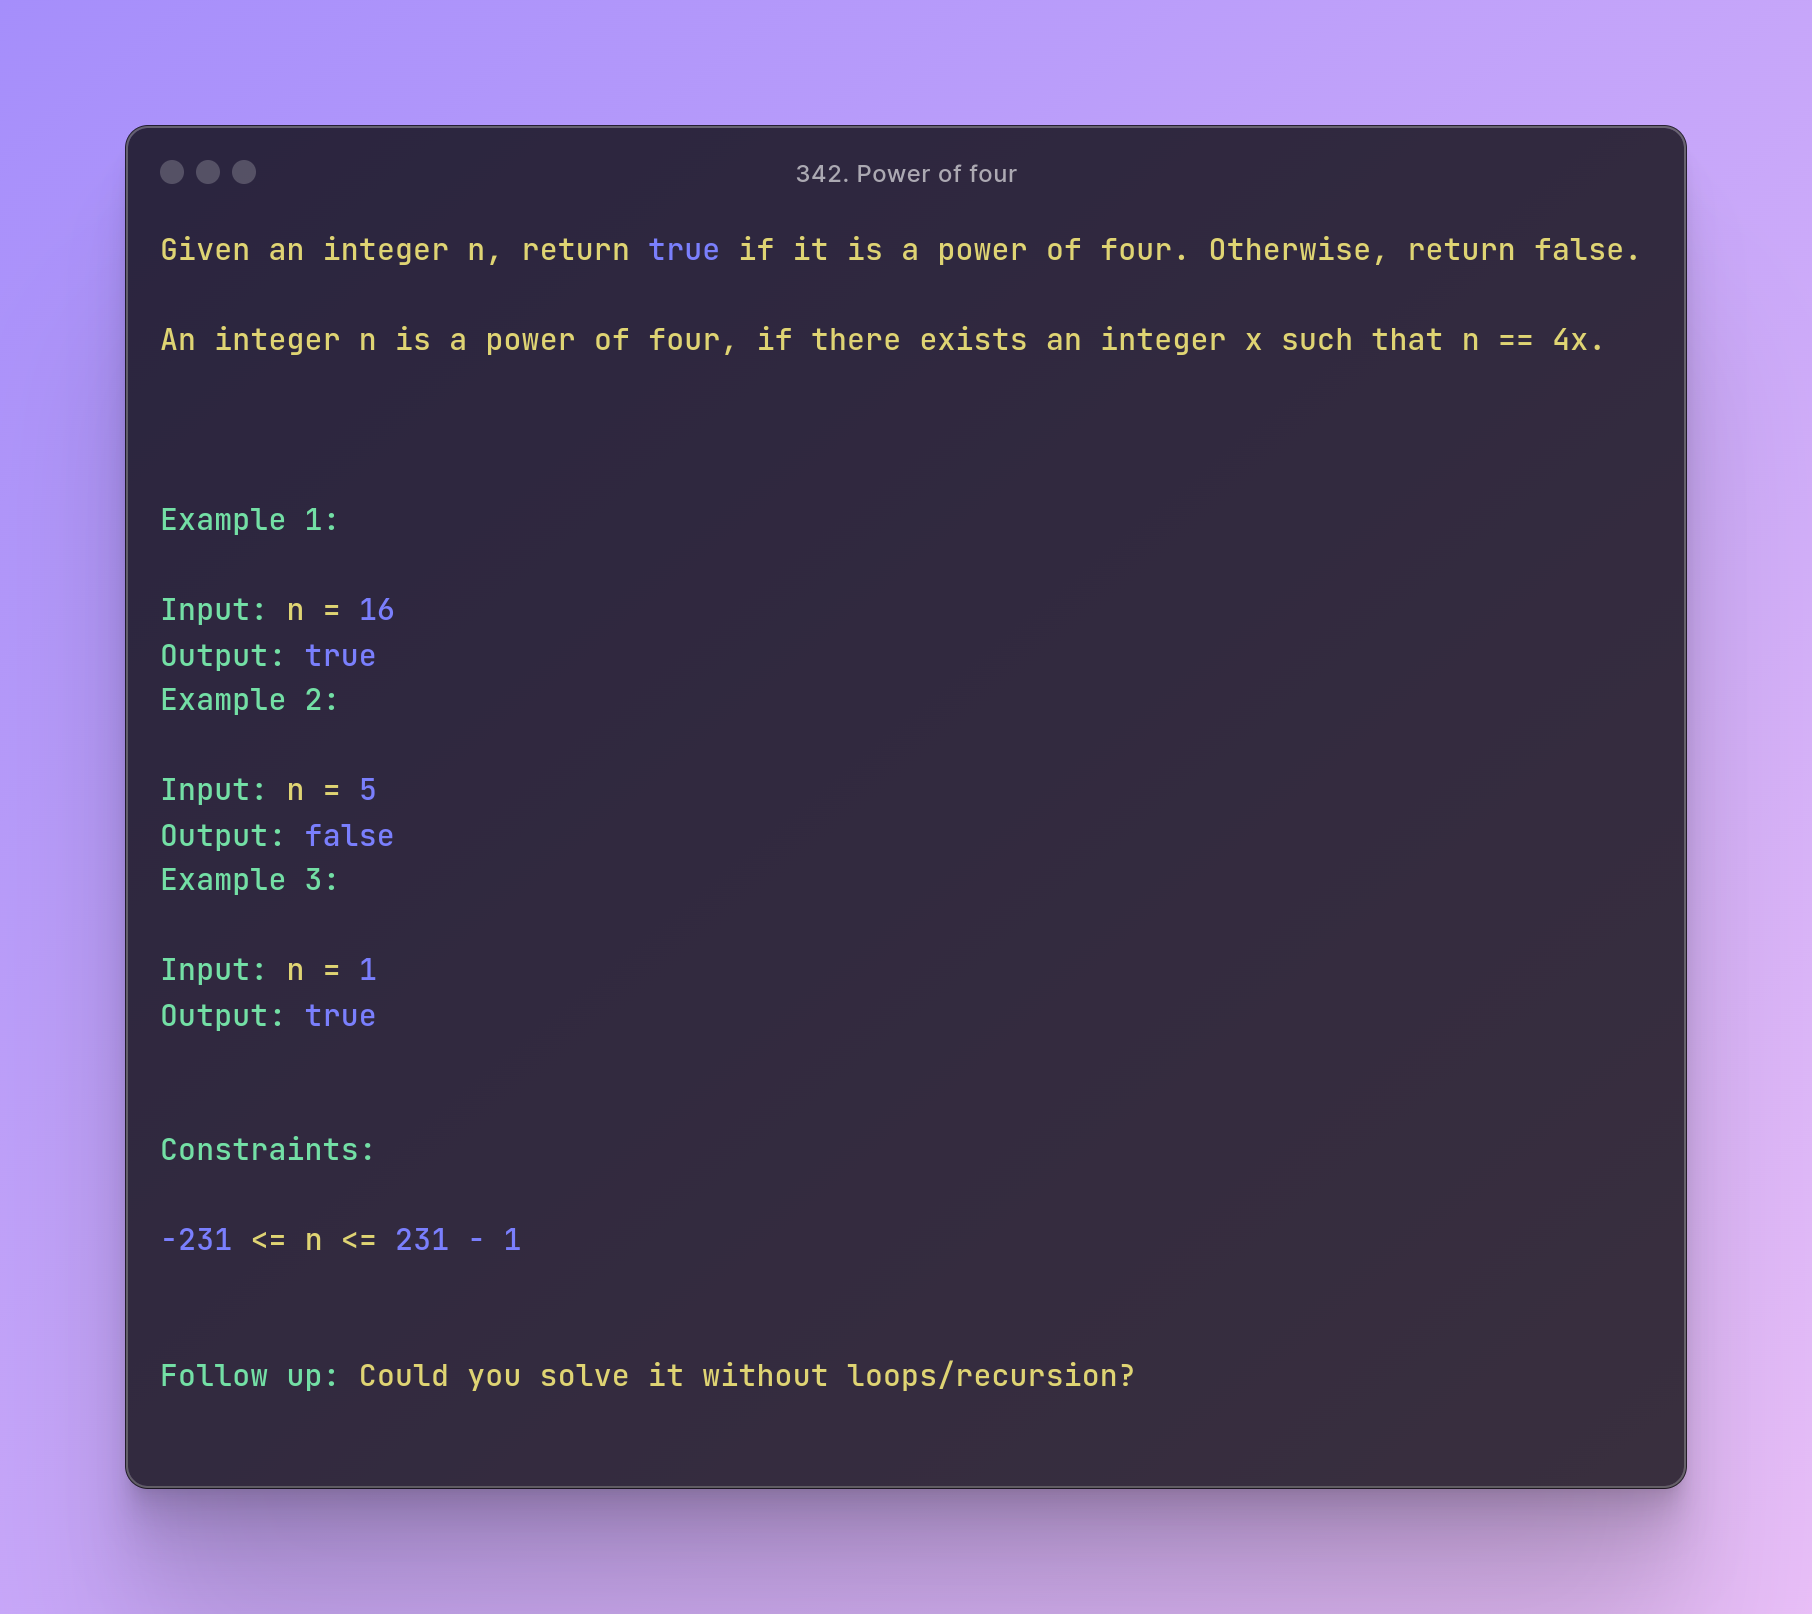 342. Power of four
Given an integer n, return true if it is a power of four. Otherwise, return false.
An integer n is a power of four, if there exists an integer x such that n == 4x.
Example 1:
Input: n = 16
Output: true
Example 2:
Input: n = 5
Output: false
Example 3:
Input: n = 1
Output: true
Constraints:
-231 <= n <= 231 - 1
Follow up: Could you solve it without loops/recursion?